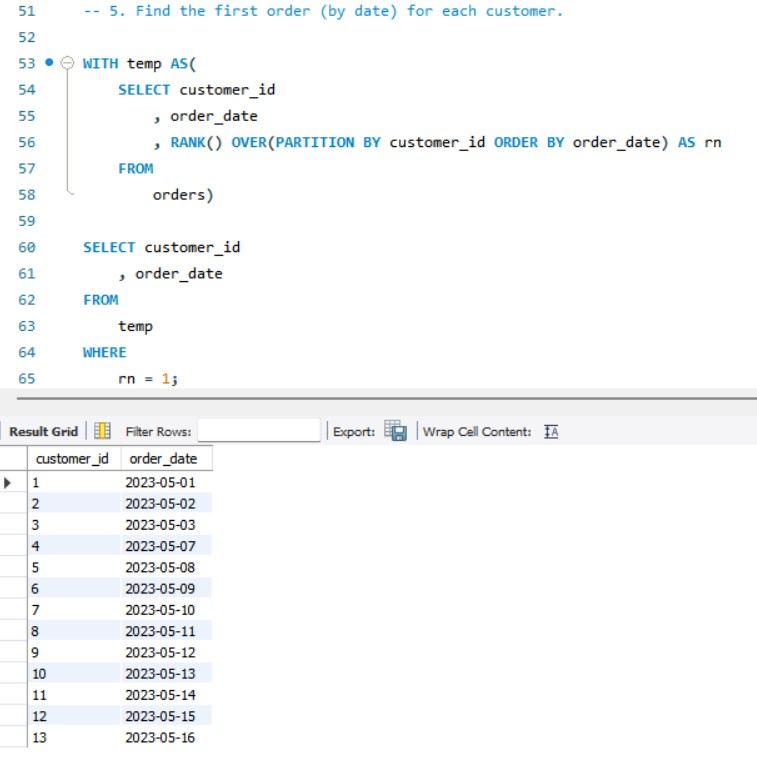 51 -- 5. Find the first order (by date) for each customer.
52
53 WITH temp AS(
54 SELECT customer_id
55 , order_date
56 , RANK() OVER(PARTITION BY customer_id ORDER BY order_date) AS rn
57 FROM
58 orders)
59
60 SELECT customer_id
61 , order_date
62 FROM
63 temp
64 WHERE
65 rn = 1;
Result Grid Filter Rows: Export: Wrap Cell Content:
customer_id order_date
1 2023-05-01
2 2023-05-02
3 2023-05-03
4 2023-05-07
5 2023-05-08
6 2023-05-09
7 2023-05-10
8 2023-05-11
9 2023-05-12
10 2023-05-13
11 2023-05-14
12 2023-05-15
13 2023-05-16